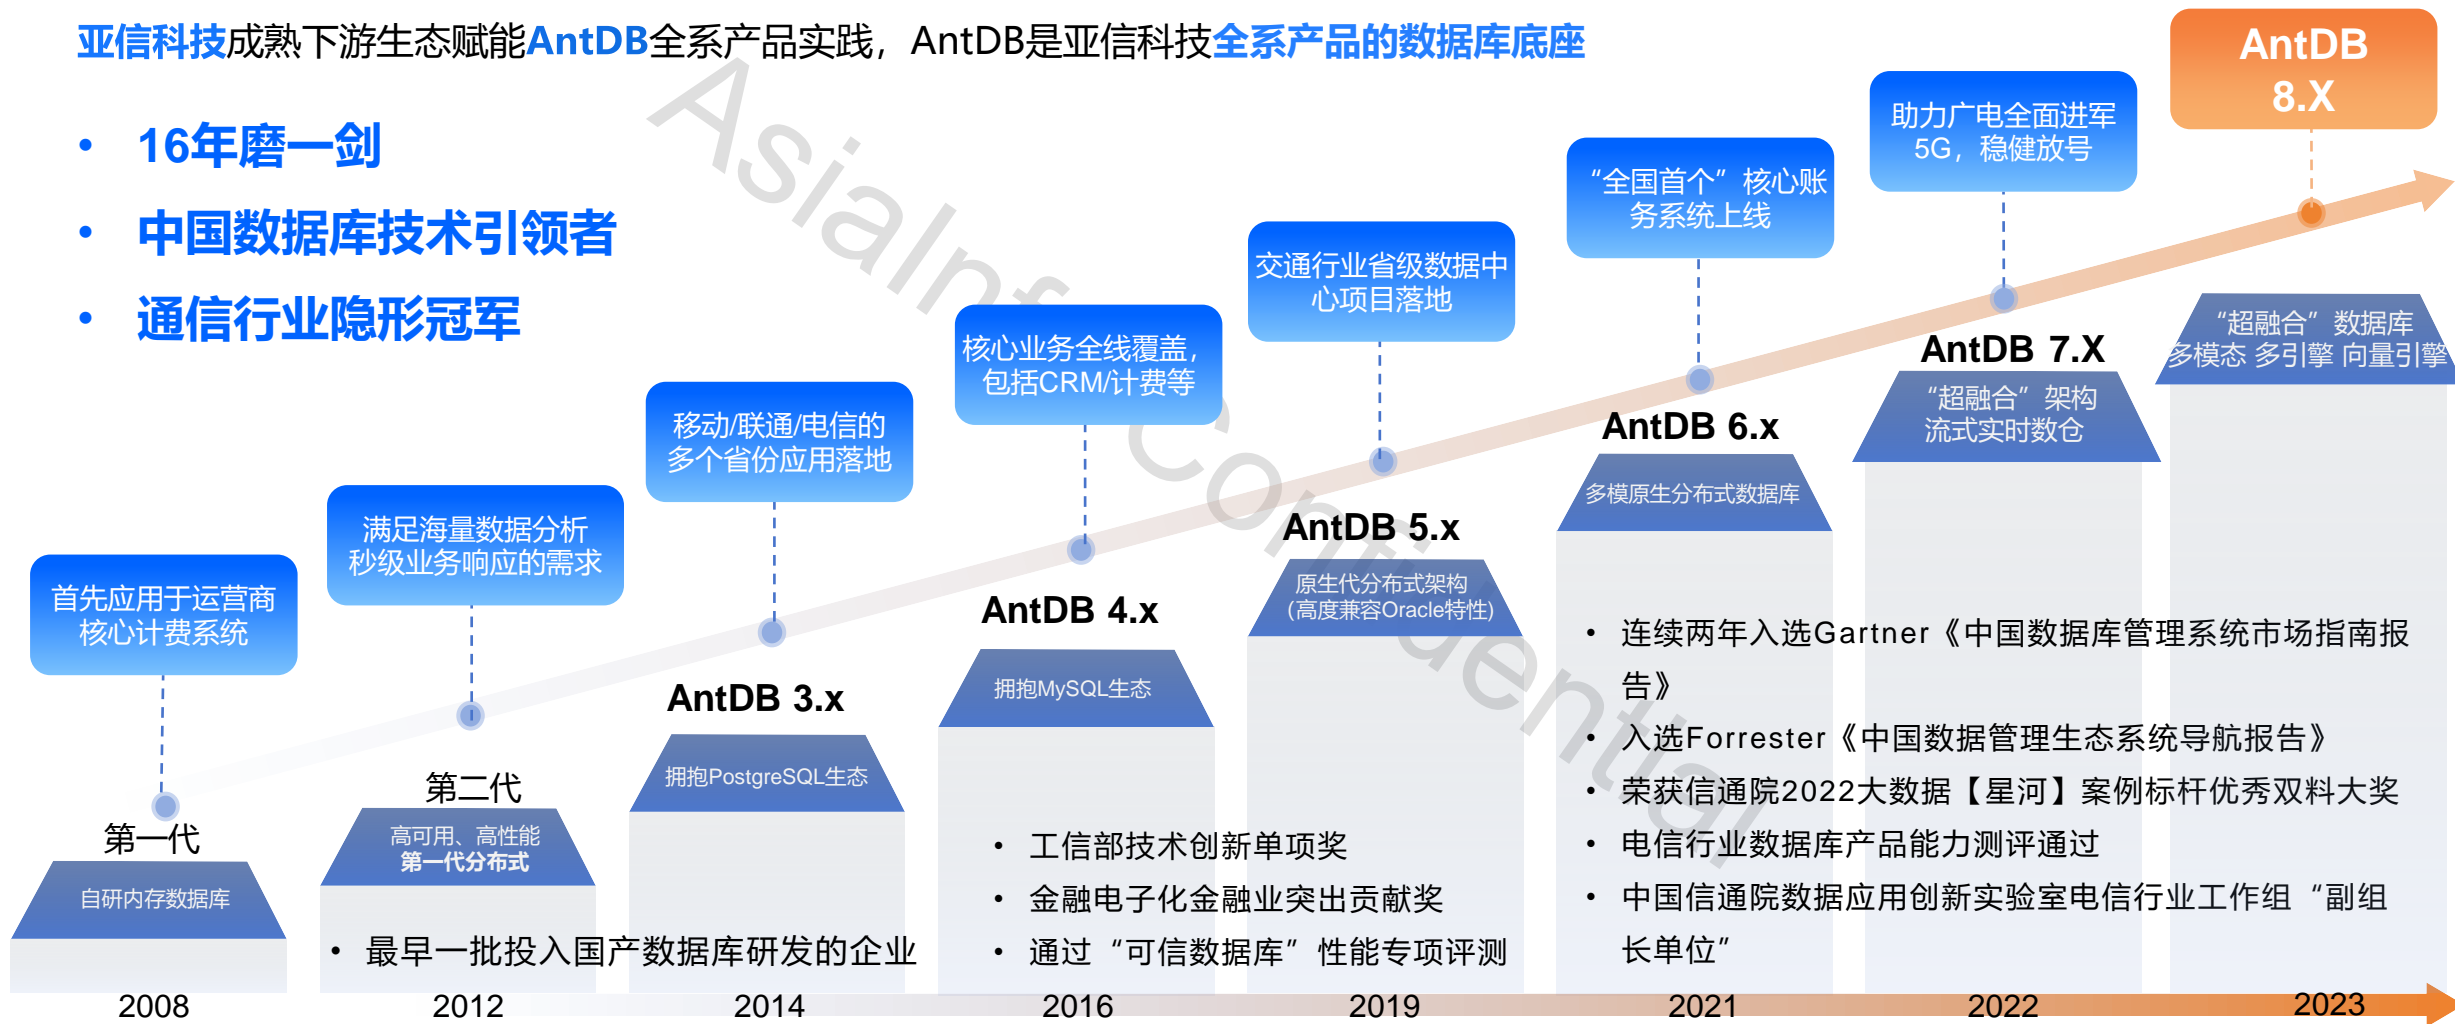 亚信科技成熟下游生态赋能AntDB全系产品实践，AntDB是亚信科技全系产品的数据库底座
• 16年磨一剑
• 中国数据库技术引领者
• 通信行业隐形冠军
首先应用于运营商
核心计费系统
第一代
自研内存数据库
2008
满足海量数据分析
秒级业务响应的需求
第二代
高可用、高性能
第一代分布式
• 最早一批投入国产数据库研发的企业
2012
移动/联通/电信的
多个省份应用落地
AntDB 3.x
拥抱PostgreSQL生态
2014
核心业务全线覆盖，
包括CRM/计费等
AntDB 4.x
拥抱MySQL生态
• 工信部技术创新单项奖
• 金融电子化金融业突出贡献奖
• 通过“可信数据库”性能专项评测
2016
交通行业省级数据中
心项目落地
AntDB 5.x
原生代分布式架构
（高度兼容Oracle特性)
2019
“全国首个”核心账
务系统上线
AntDB 6.x
多模原生分布式数据库
• 连续两年入选Gartner《中国数据库管理系统市场指南报
告》
• 入选Forrester《中国数据管理生态系统导航报告》
• 荣获信通院2022大数据【星河】案例标杆优秀双料大奖
• 电信行业数据库产品能力测评通过
• 中国信通院数据应用创新实验室电信行业工作组“副组
长单位”
2021
助力广电全面进军
5G，稳健放号
AntDB 7.X
“超融合”架构
流式实时数仓
2022
AntDB
8.X
“超融合”数据库
多模态 多引擎 向量引擎
2023
AsiaInfo Confidential